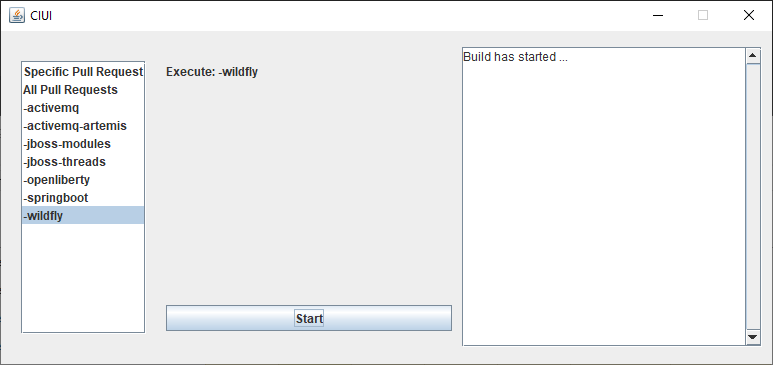 CIUI
Specific Pull Request
All Pull Requests
-activemq
-activemq-artemis
-jboss-modules
-jboss-threads
-openliberty
-springboot
-wildfly
Execute: -wildfly
Start
Build has started ...